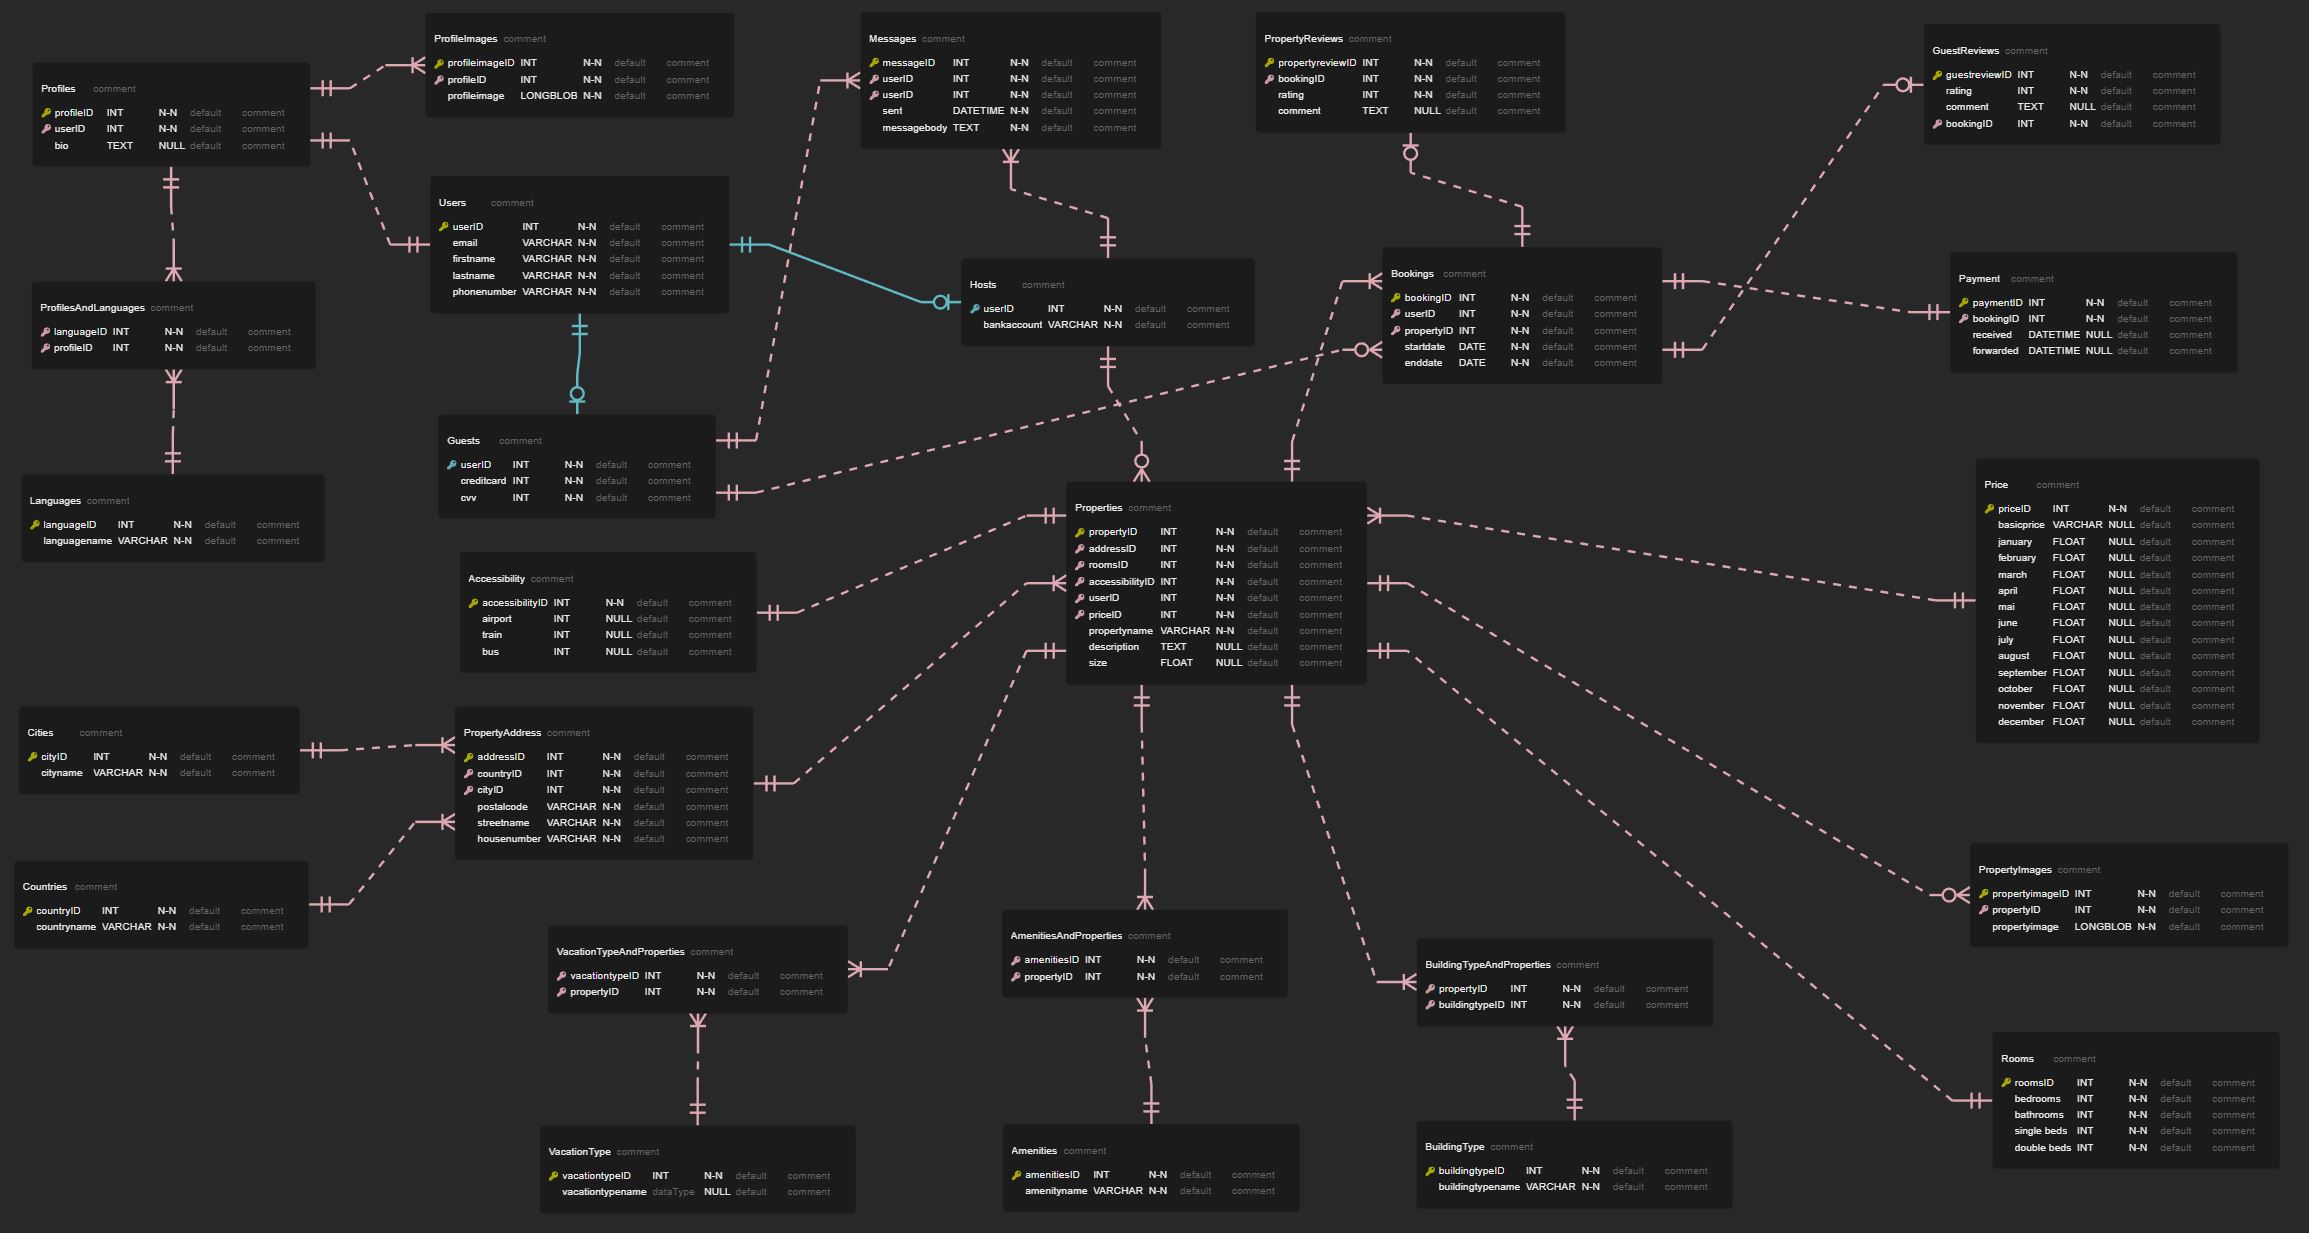 ProfileImages comment
profileimageID INT N-N default comment
profileID INT N-N default comment
profileimage LONGBLOB N-N default comment
Messages comment
messageID INT N-N default comment
userID INT N-N default comment
userID INT N-N default comment
sent DATETIME N-N default comment
messagebody TEXT N-N default comment
PropertyReviews comment
propertyreviewID INT N-N default comment
bookingID INT N-N default comment
rating INT N-N default comment
comment TEXT NULL default comment
GuestReviews comment
guestreviewID INT N-N default comment
rating INT N-N default comment
comment TEXT NULL default comment
bookingID INT N-N default comment
Profiles comment
profileID INT N-N default comment
userID INT N-N default comment
bio TEXT NULL default comment
Users comment
userID INT N-N default comment
email VARCHAR N-N default comment
firstname VARCHAR N-N default comment
lastname VARCHAR N-N default comment
phonenumber VARCHAR N-N default comment
Hosts comment
userID INT N-N default comment
bankaccount VARCHAR N-N default comment
Bookings comment
bookingID INT N-N default comment
userID INT N-N default comment
propertyID INT N-N default comment
startdate DATE N-N default comment
enddate DATE N-N default comment
Payment comment
paymentID INT N-N default comment
bookingID INT N-N default comment
received DATETIME NULL default comment
forwarded DATETIME NULL default comment
ProfilesAndLanguages comment
languageID INT N-N default comment
profileID INT N-N default comment
Guests comment
userID INT N-N default comment
creditcard INT N-N default comment
cvv INT N-N default comment
Languages comment
languageID INT N-N default comment
languagename VARCHAR N-N default comment
Properties comment
propertyID INT N-N default comment
addressID INT N-N default comment
roomsID INT N-N default comment
accessibilityID INT N-N default comment
userID INT N-N default comment
priceID INT N-N default comment
propertyname VARCHAR N-N default comment
description TEXT NULL default comment
size FLOAT NULL default comment
Price comment
priceID INT N-N default comment
basicprice VARCHAR NULL default comment
january FLOAT NULL default comment
february FLOAT NULL default comment
march FLOAT NULL default comment
april FLOAT NULL default comment
mai FLOAT NULL default comment
june FLOAT NULL default comment
july FLOAT NULL default comment
august FLOAT NULL default comment
september FLOAT NULL default comment
october FLOAT NULL default comment
november FLOAT NULL default comment
december FLOAT NULL default comment
Accessibility comment
accessibilityID INT N-N default comment
airport INT NULL default comment
train INT NULL default comment
bus INT NULL default comment
Cities comment
cityID INT N-N default comment
cityname VARCHAR N-N default comment
PropertyAddress comment
addressID INT N-N default comment
countryID INT N-N default comment
cityID INT N-N default comment
postalcode VARCHAR N-N default comment
streetname VARCHAR N-N default comment
housenumber VARCHAR N-N default comment
Countries comment
countryID INT N-N default comment
countryname VARCHAR N-N default comment
PropertyImages comment
propertyimageID INT N-N default comment
propertyID INT N-N default comment
propertyimage LONGBLOB N-N default comment
VacationTypeAndProperties comment
vacationtypeID INT N-N default comment
propertyID INT N-N default comment
AmenitiesAndProperties comment
amenitiesID INT N-N default comment
propertyID INT N-N default comment
BuildingTypeAndProperties comment
propertyID INT N-N default comment
buildingtypeID INT N-N default comment
Rooms comment
roomsID INT N-N default comment
bedrooms INT N-N default comment
bathrooms INT N-N default comment
single beds INT N-N default comment
double beds INT N-N default comment
VacationType comment
vacationtypeID INT N-N default comment
vacationtypename dataType NULL default comment
Amenities comment
amenitiesID INT N-N default comment
amenityname VARCHAR N-N default comment
BuildingType comment
buildingtypeID INT N-N default comment
buildingtypename VARCHAR N-N default comment